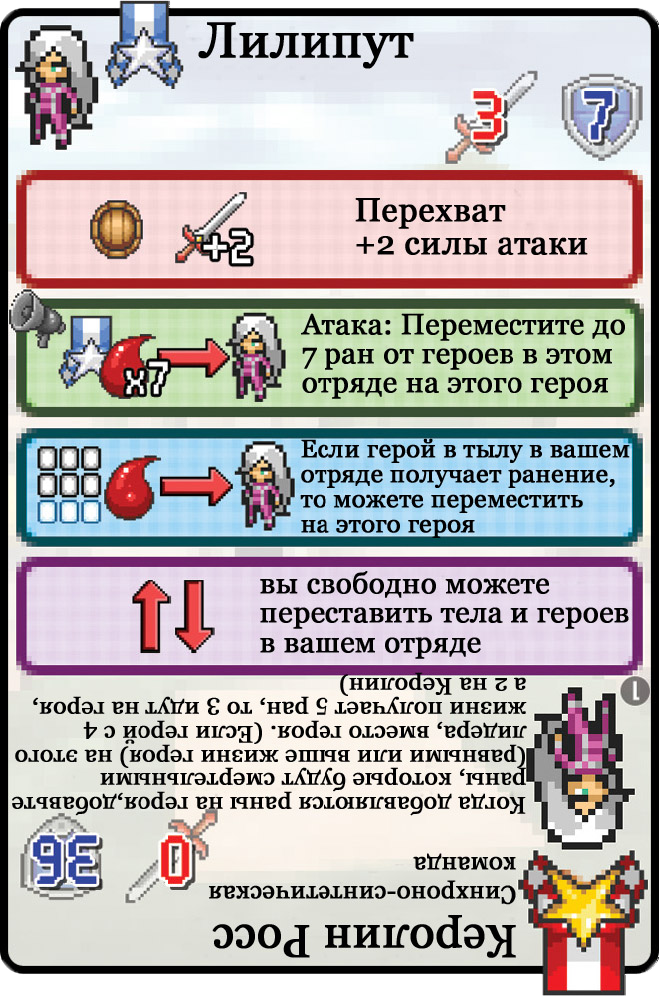 Лилипут
3
7
+2
Перехват
+2 силы атаки
x7
Атака: Переместите до
7 ран от героев в этом
отряде на этого героя
Если герой в тылу в вашем
отряде получает ранение,
то можете переместить
на этого героя
вы свободно можете
переставить тела и героев
в вашем отряде
Керолин Росс
Синхроно-синтетическая
команда
0
36
Когда добавляются раны на героя,добавьте
раны, которые будут смертельными
(равными или выше жизни героя) на этого
лидера, вместо героя. (Если герой с 4
жизни получает 5 ран, то 3 идут на героя,
а 2 на Керолин)
1